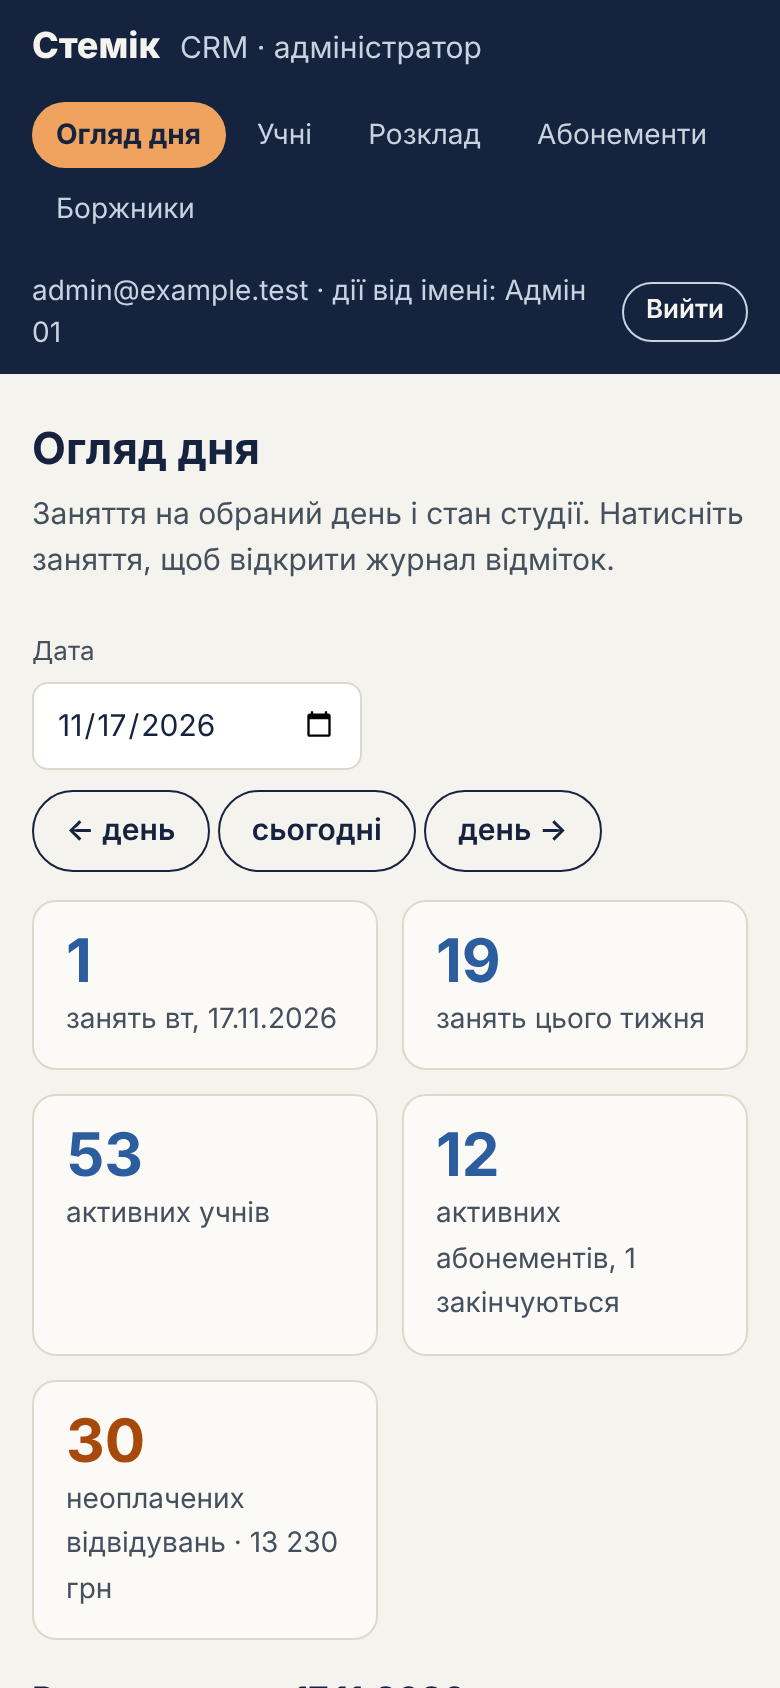 Стемік CRM · адміністратор
Огляд дня Учні Розклад Абонементи
Боржники
admin@example.test · дії від імені: Адмін
01
Вийти
Огляд дня
Заняття на обраний день і стан студії. Натисніть
заняття, щоб відкрити журнал відміток.
Дата
11/17/2026
← день сьогодні день →
1
занять вт, 17.11.2026
19
занять цього тижня
53
активних учнів
12
активних
абонементів, 1
закінчуються
30
неоплачених
відвідувань · 13 230
грн